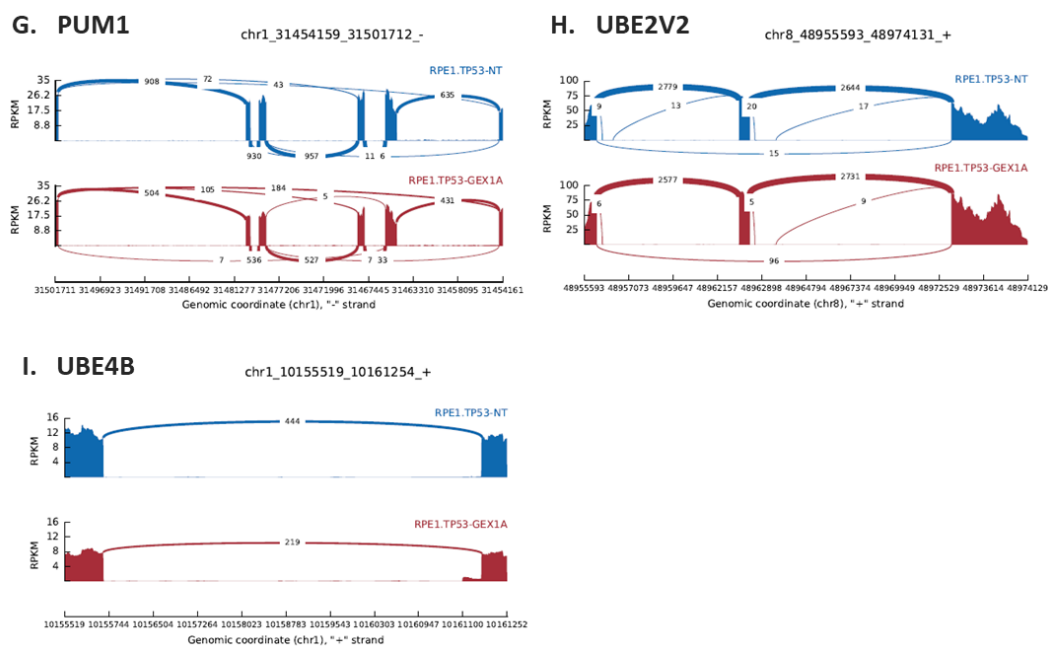 G. PUM1
chr1_31454159_31501712_-
RPE1.TP53-NT
35
26.2
17.5
8.8
RPKM
908
72
43
635
930
957
11
6
RPE1.TP53-GEX1A
35
26.2
17.5
8.8
RPKM
504
105
184
5
431
7
536
527
7
33
31501711 31496923 31491708 31486492 31481277 31477206 31471996 31467445 31463310 31458095 31454161
Genomic coordinate (chr1), "-" strand
H. UBE2V2
chr8_48955593_48974131_+
RPE1.TP53-NT
100
75
50
25
RPKM
9
2779
13
20
2644
17
15
RPE1.TP53-GEX1A
100
75
50
25
RPKM
6
2577
5
2731
9
96
48955593 48957073 48959647 48962157 48962898 48964794 48967374 48969949 48972529 48973614 48974129
Genomic coordinate (chr8), "+" strand
I. UBE4B
chr1_10155519_10161254_+
RPE1.TP53-NT
16
12
8
4
RPKM
444
RPE1.TP53-GEX1A
16
12
8
4
RPKM
219
10155519 10155744 10156504 10157264 10158023 10158783 10159543 10160303 10160947 10161100 10161252
Genomic coordinate (chr1), "+" strand